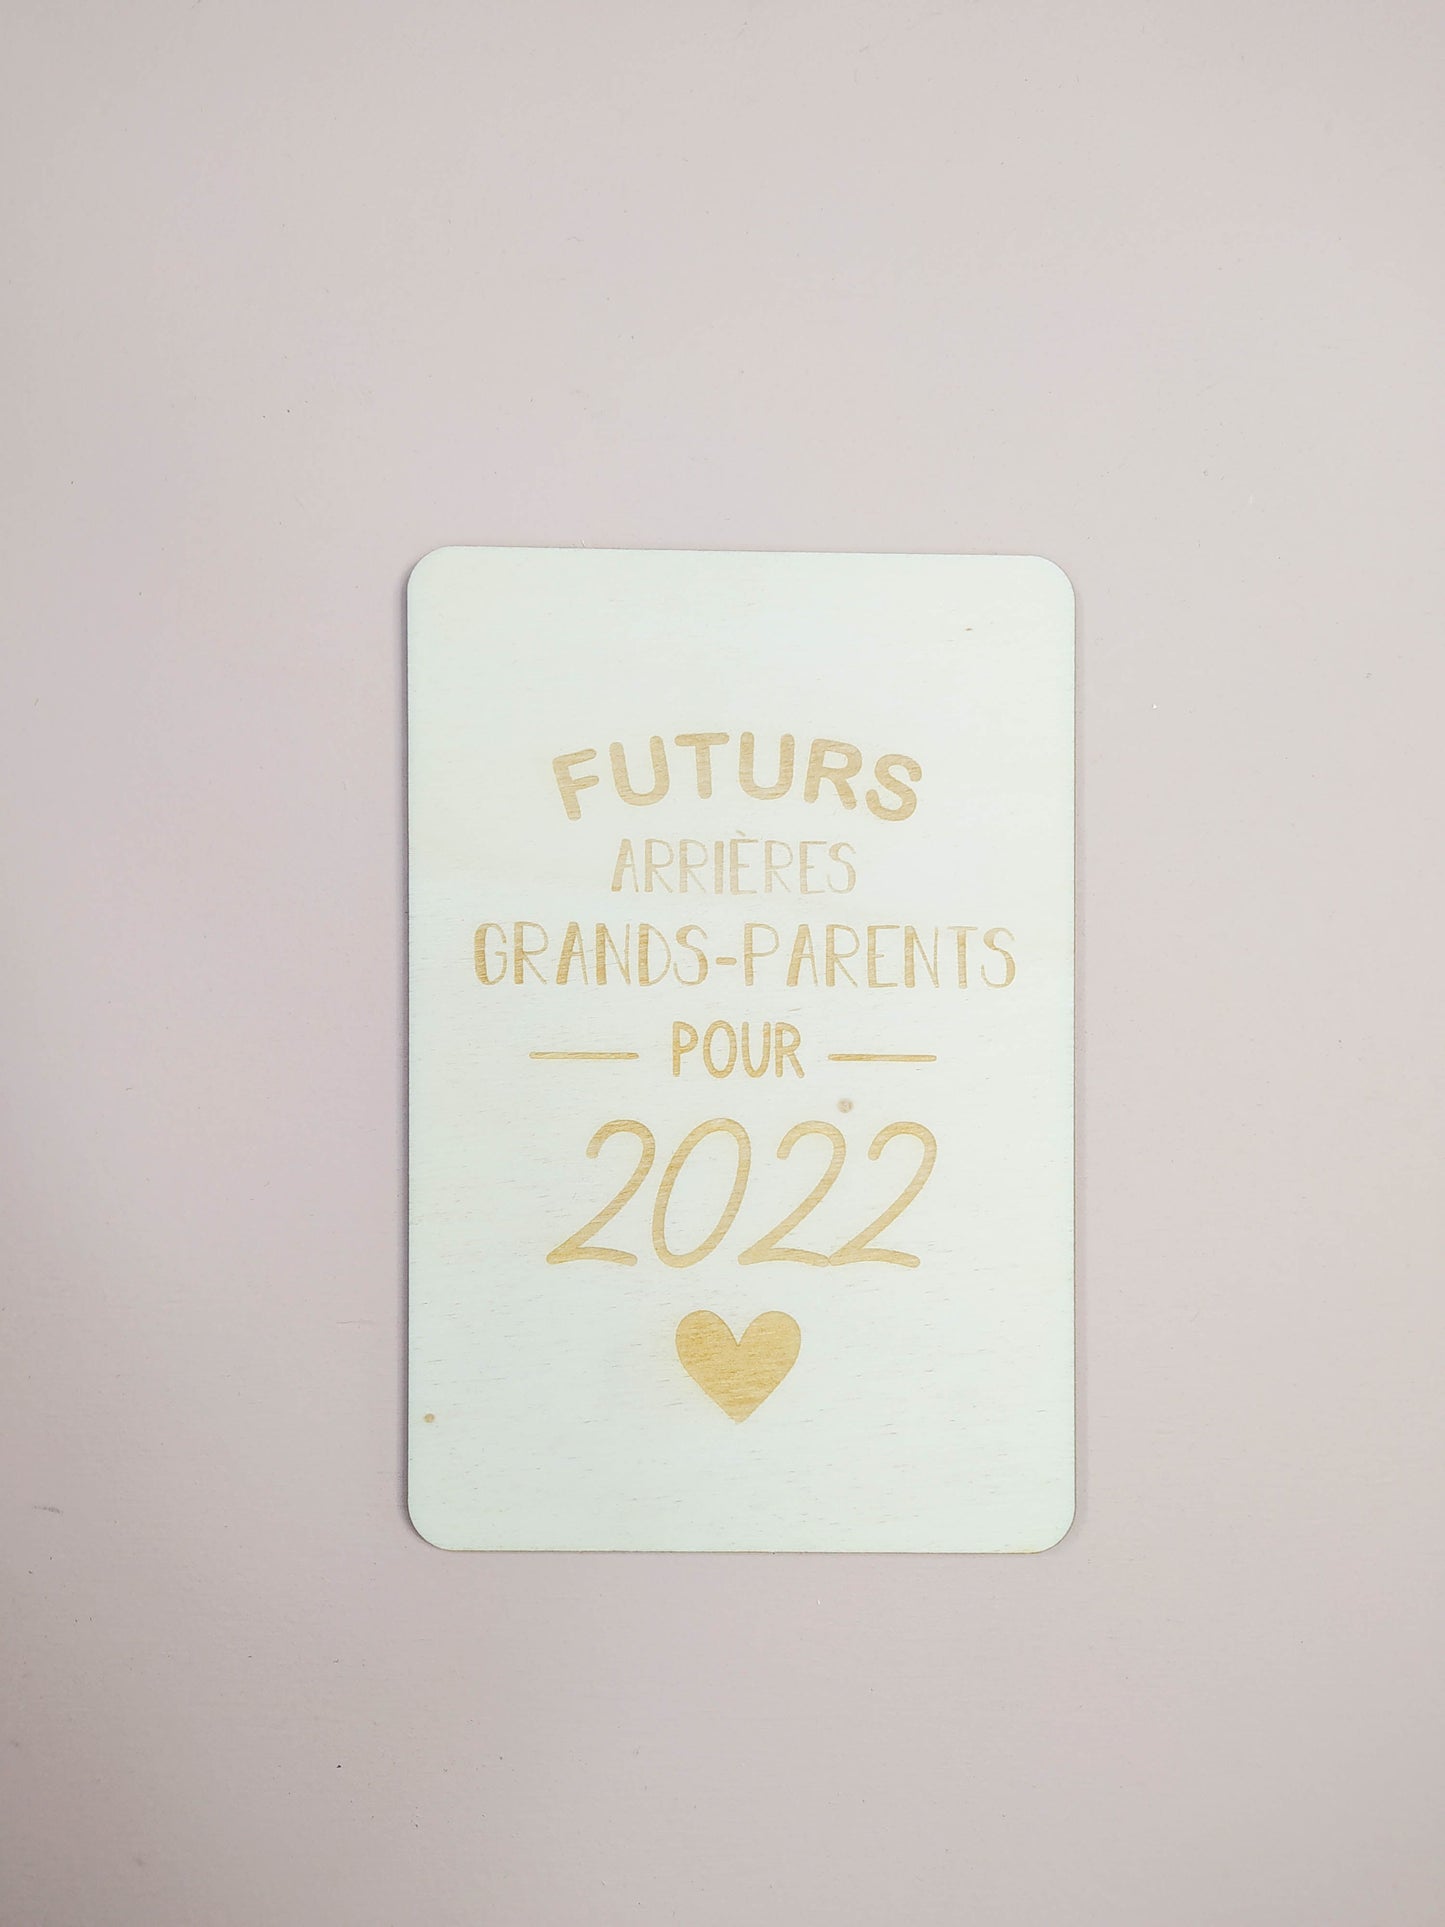 FUTURS
ARRIÈRES
GRANDS-PARENTS
POUR
2022